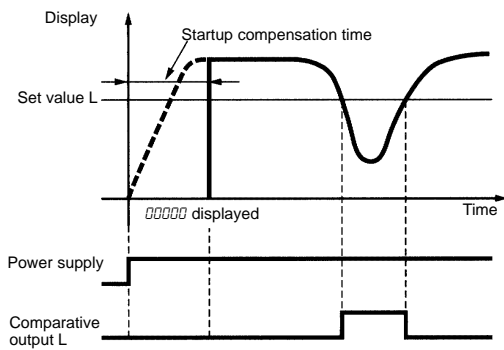 Display
Startup compensation time
Set value L
00000 displayed
Time
Power supply
Comparative
output L